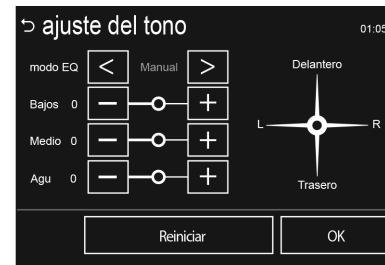 ajuste del tono
01:05
modo EQ < Manual >
Delantero
Bajos 0 − +
L R
Medio 0 − +
Agu 0 − +
Trasero
Reiniciar OK